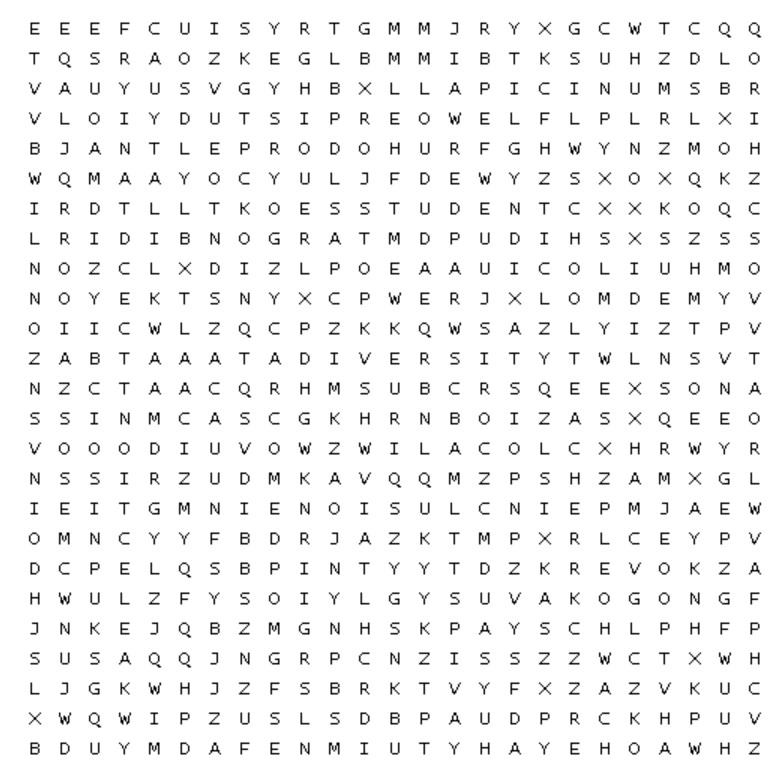 E E E F C U I S Y R T G M M J R Y X G C W T C Q Q
T Q S R A O Z K E G L B M M I B T K S U H Z D L O
V A U Y U S V G Y H B X L L A P I C I N U M S B R
V L O I Y D U T S I P R E O W E L F L P L R L X I
B J A N T L E P R O D O H U R F G H W Y N Z M O H
W Q M A A Y O C Y U L J F D E W Y Z S X O X Q K Z
I R D T L L T K O E S S T U D E N T C X X K O Q C
L R I D I B N O G R A T M D P U D I H S X S Z S S
N O Z C L X D I Z L P O E A A U I C O L I U H M O
N O Y E K T S N Y X C P W E R J X L O M D E M Y V
O I I C W L Z Q C P Z K K Q W S A Z L Y I Z T P V
Z A B T A A A T A D I V E R S I T Y T W L N S V T
N Z C T A A C Q R H M S U B C R S Q E E X S O N A
S S I N M C A S C G K H R N B O I Z A S X Q E E O
V O O O D I U V O W Z W I L A C O L C X H R W Y R
N S S I R Z U D M K A V Q Q M Z P S H Z A M X G L
I E I T G M N I E N O I S U L C N I E P M J A E W
O M N C Y Y F B D R J A Z K T M P X R L C E Y P V
D C P E L Q S B P I N T Y Y T D Z K R E V O K Z A
H W U L Z F Y S O I Y L G Y S U V A K O G O N G F
J N K E J Q B Z M G N H S K P A Y S C H L P H F P
S U S A Q Q J N G R P C N Z I S S Z Z W C T X W H
L J G K W H J Z F S B R K T V Y F X Z A Z V K U C
X W Q W I P Z U S L S D B P A U D P R C K H P U V
B D U Y M D A F E N M I U T Y H A Y E H O A W H Z